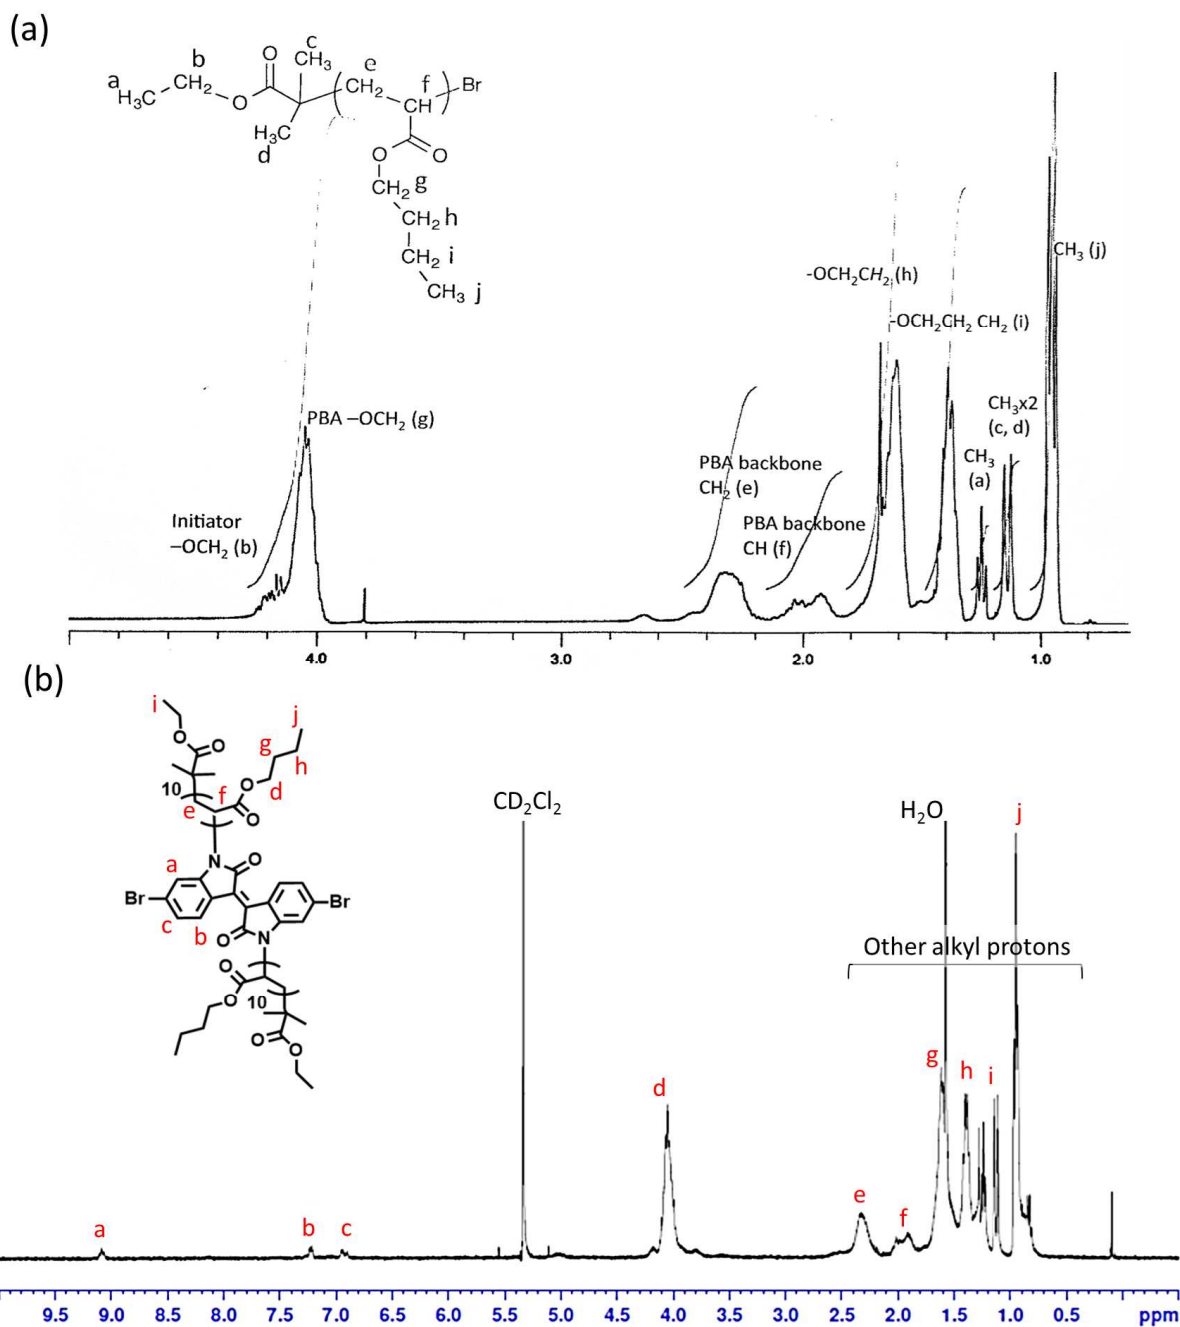 (a)
c
O
CH₃
b
e
a
CH₂
f
Br
H₃C
CH₂
O
CH
H₃C
d
O
O
CH₂ g
CH₂ h
CH₂ i
CH₃ j
CH₃ (j)
-OCH₂CH₂ (h)
-OCH₂CH₂ CH₂ (i)
PBA –OCH₂ (g)
CH₃x2
(c, d)
CH₃
(a)
PBA backbone
CH₂ (e)
PBA backbone
CH (f)
Initiator
–OCH₂ (b)
4.0 3.0 2.0 1.0
(b)
i
j
O
O
g
h
10
f
O
d
e
O
N
O
a
Br
Br
c
b
O
N
O
O
10
O
O
CD₂Cl₂
H₂O
j
Other alkyl protons
g
h
i
d
e
f
a
b
c
9.5 9.0 8.5 8.0 7.5 7.0 6.5 6.0 5.5 5.0 4.5 4.0 3.5 3.0 2.5 2.0 1.5 1.0 0.5 ppm